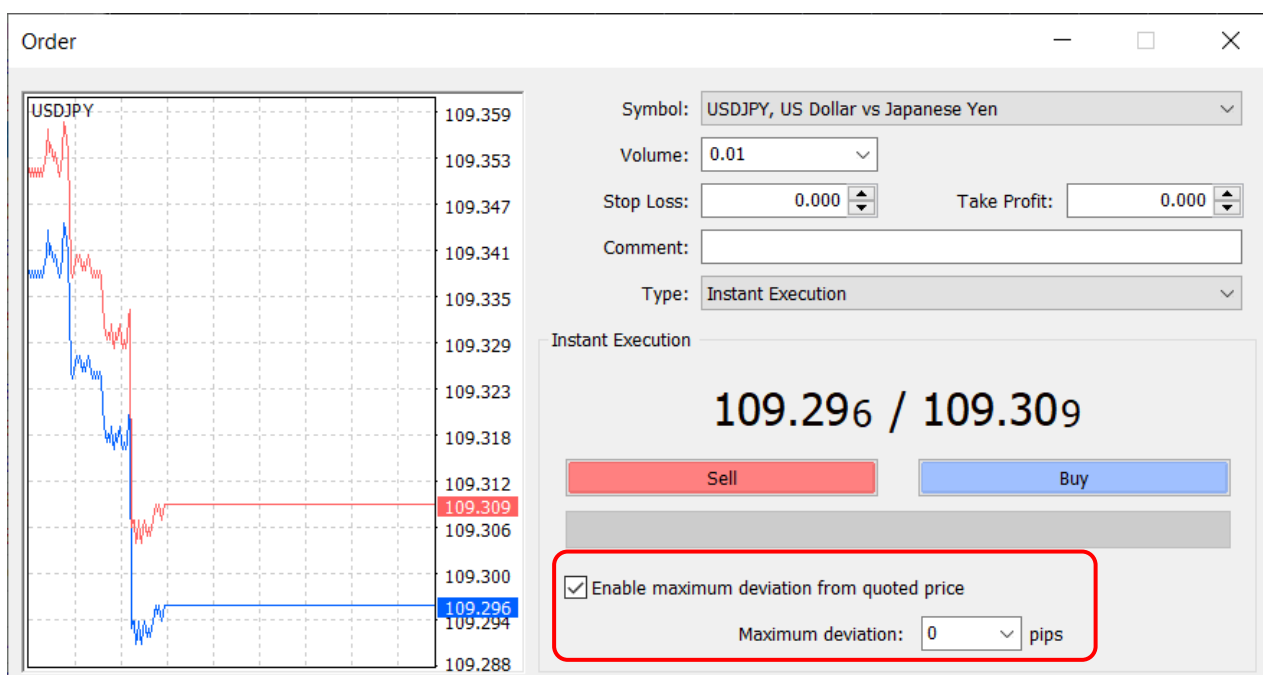 Order
USDJPY
109.359
109.353
109.347
109.341
109.335
109.329
109.323
109.318
109.312
109.309
109.306
109.300
109.296
109.294
109.288
Symbol: USDJPY, US Dollar vs Japanese Yen
Volume: 0.01
Stop Loss: 0.000 Take Profit: 0.000
Comment:
Type: Instant Execution
Instant Execution
109.296 / 109.309
Sell Buy
Enable maximum deviation from quoted price
Maximum deviation: 0 pips